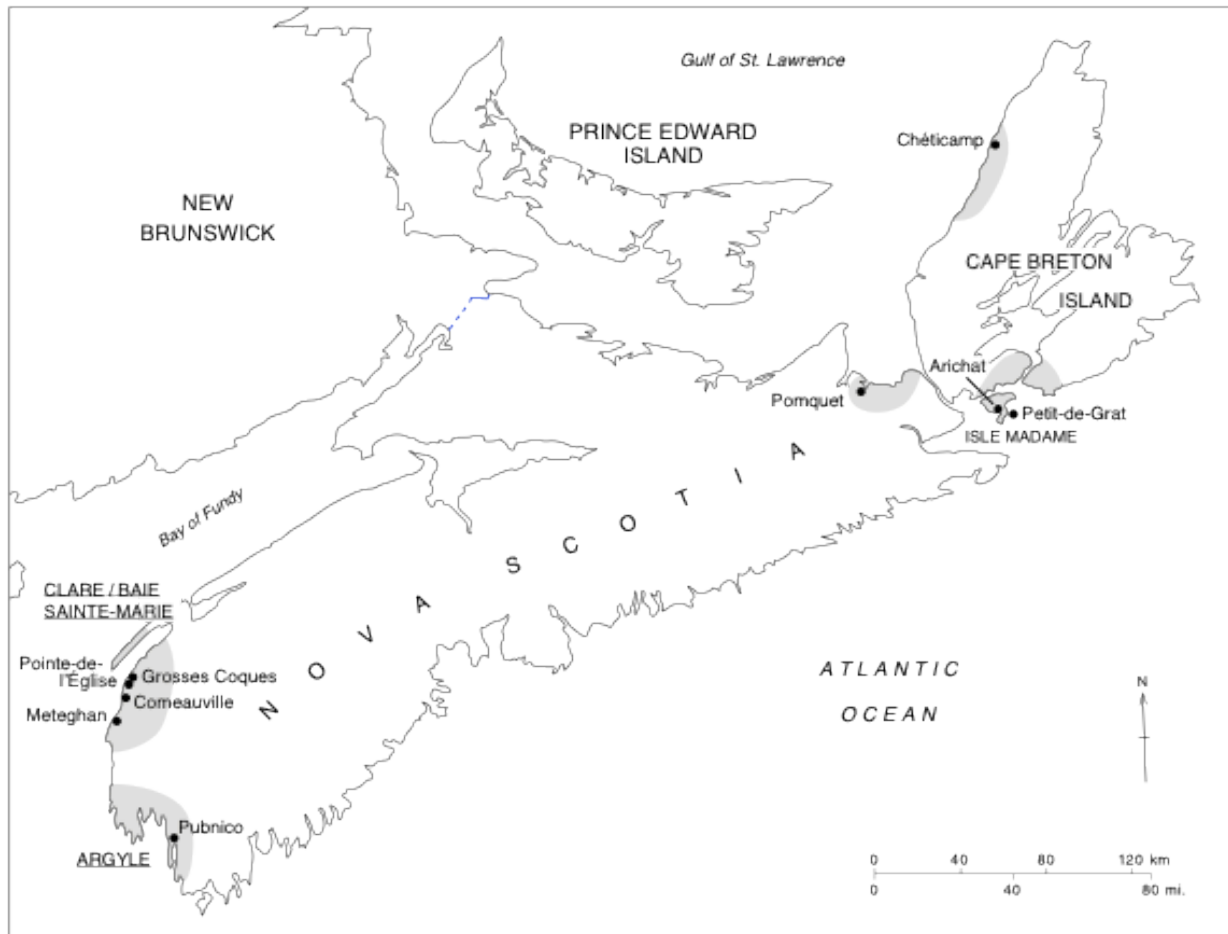 Gulf of St. Lawrence
PRINCE EDWARD
ISLAND
Chéticamp
NEW
BRUNSWICK
CAPE BRETON
ISLAND
Arichat
Pomquet
Petit-de-Grat
ISLE MADAME
NOVA SCOTIA
Bay of Fundy
CLARE / BAIE
SAINTE-MARIE
Pointe-de-
l'Église
Grosses Coques
Comeauville
Meteghan
ATLANTIC
OCEAN
N
Pubnico
ARGYLE
0 40 80 120 km
0 40 80 mi.